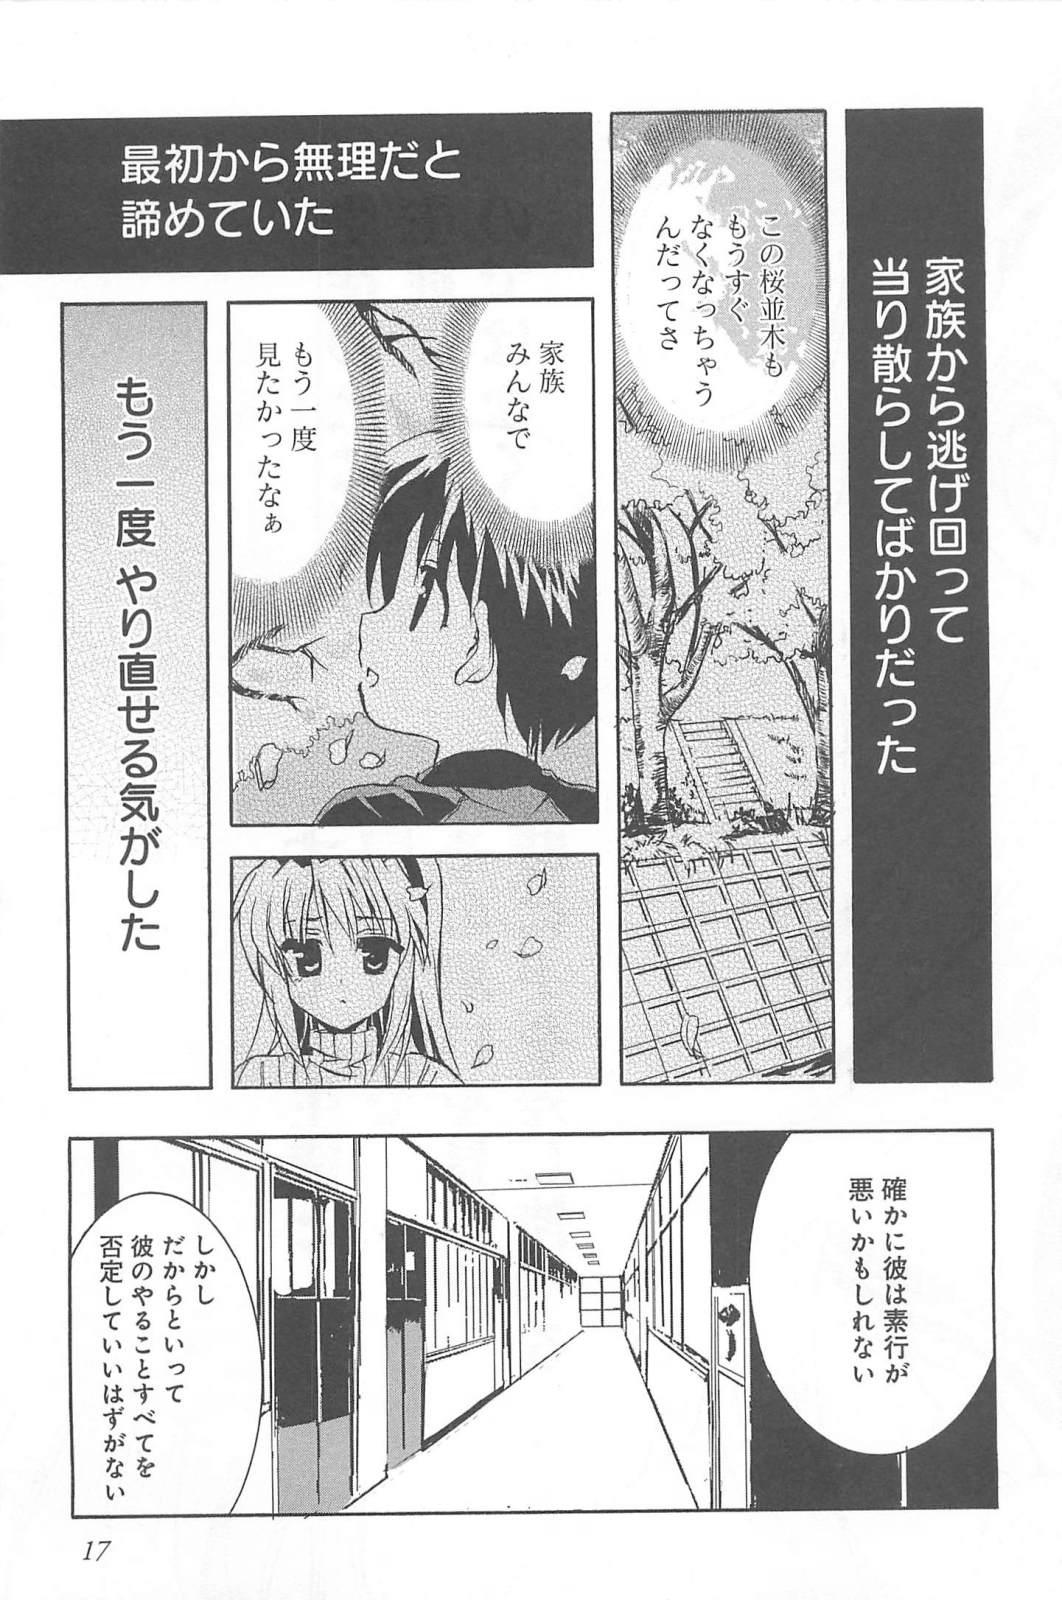 家族から逃げ回って
当り散らしてばかりだった
この桜並木も
もうすぐ
なくなっちゃう
んだってさ
最初から無理だと
諦めていた
家族
みんなで
もう一度
見たかったなぁ
もう一度 やり直せる気がした
確かに彼は素行が
悪いかもしれない
しかし
だからといって
彼のやることすべてを
否定していいはずがない
17